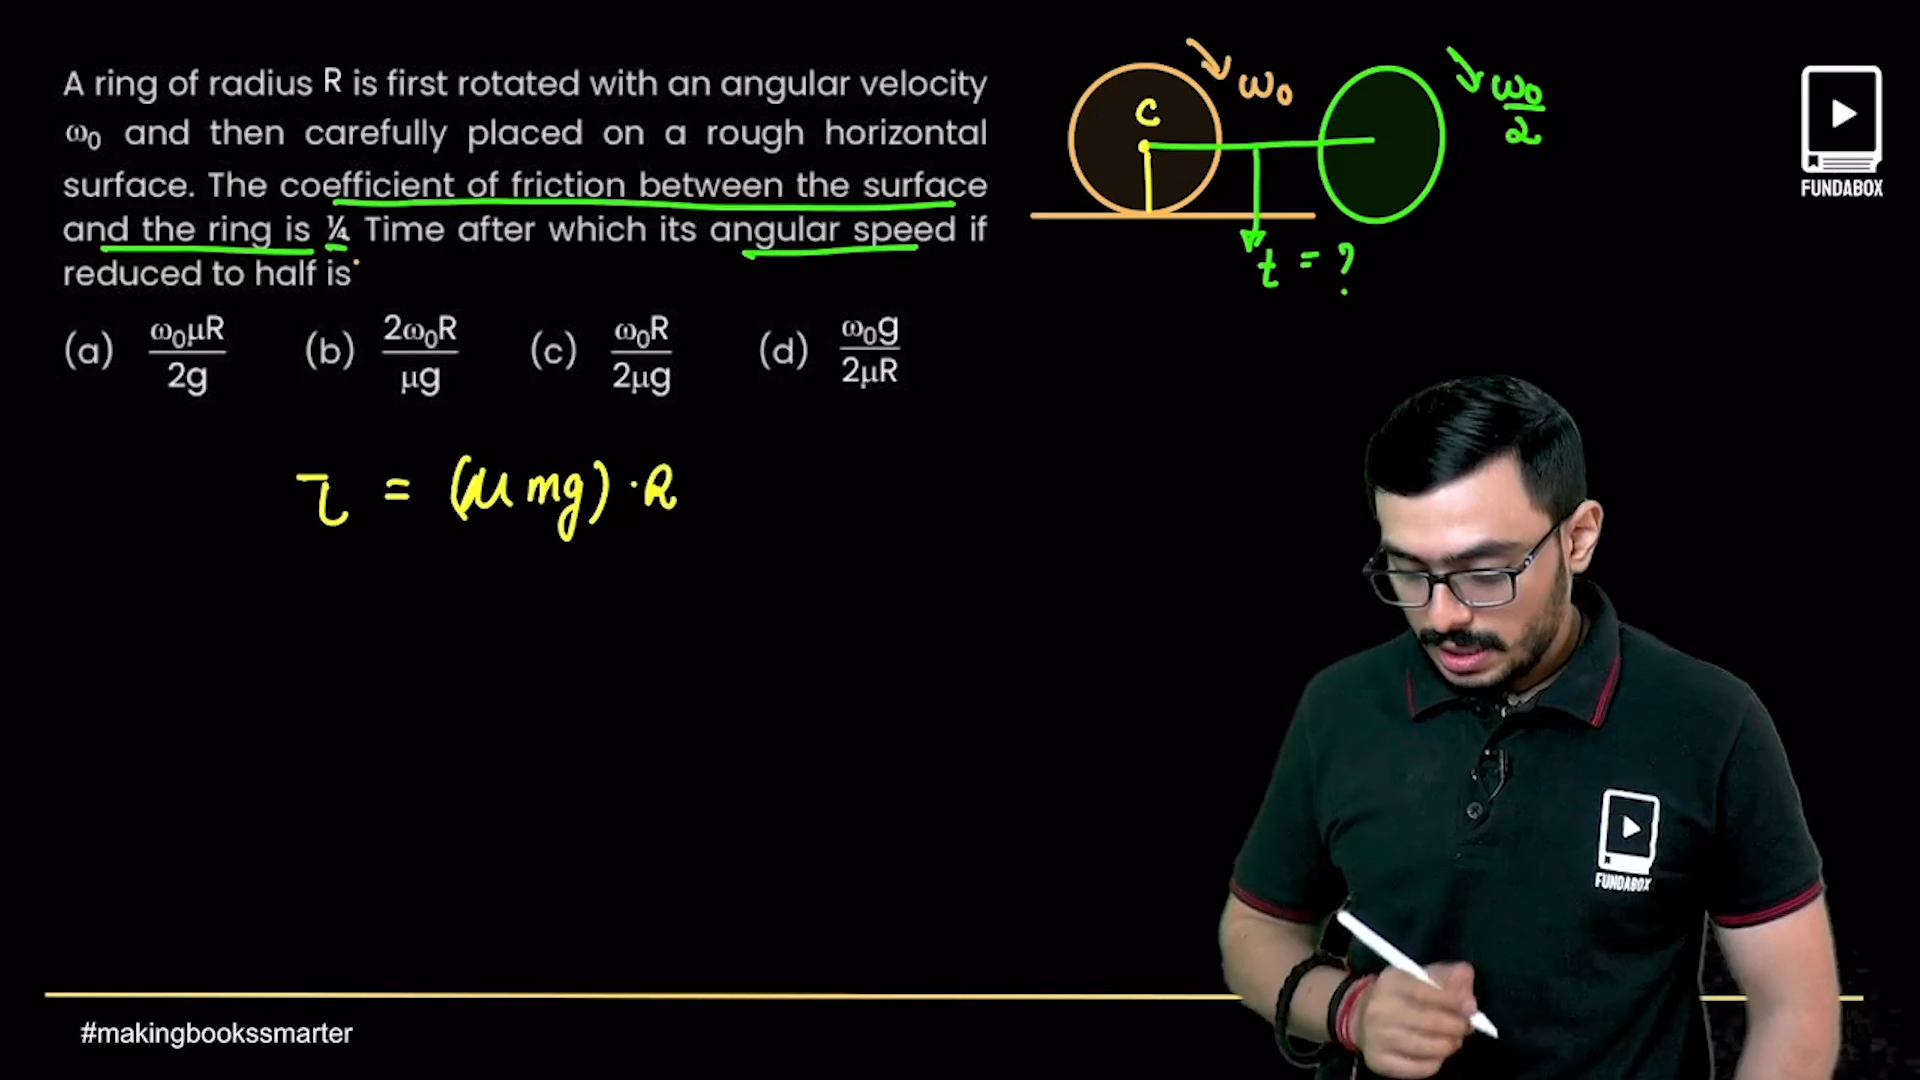 A ring of radius R is first rotated with an angular velocity
ω₀ and then carefully placed on a rough horizontal
surface. The coefficient of friction between the surface
and the ring is ¼ Time after which its angular speed if
reduced to half is
(a) ω₀μR/2g (b) 2ω₀R/μg (c) ω₀R/2μg (d) ω₀g/2μR
C
ω₀
ω₀/2
t = ?
τ = (μmg)·R
FUNDABOX
FUNDABOX
#makingbookssmarter